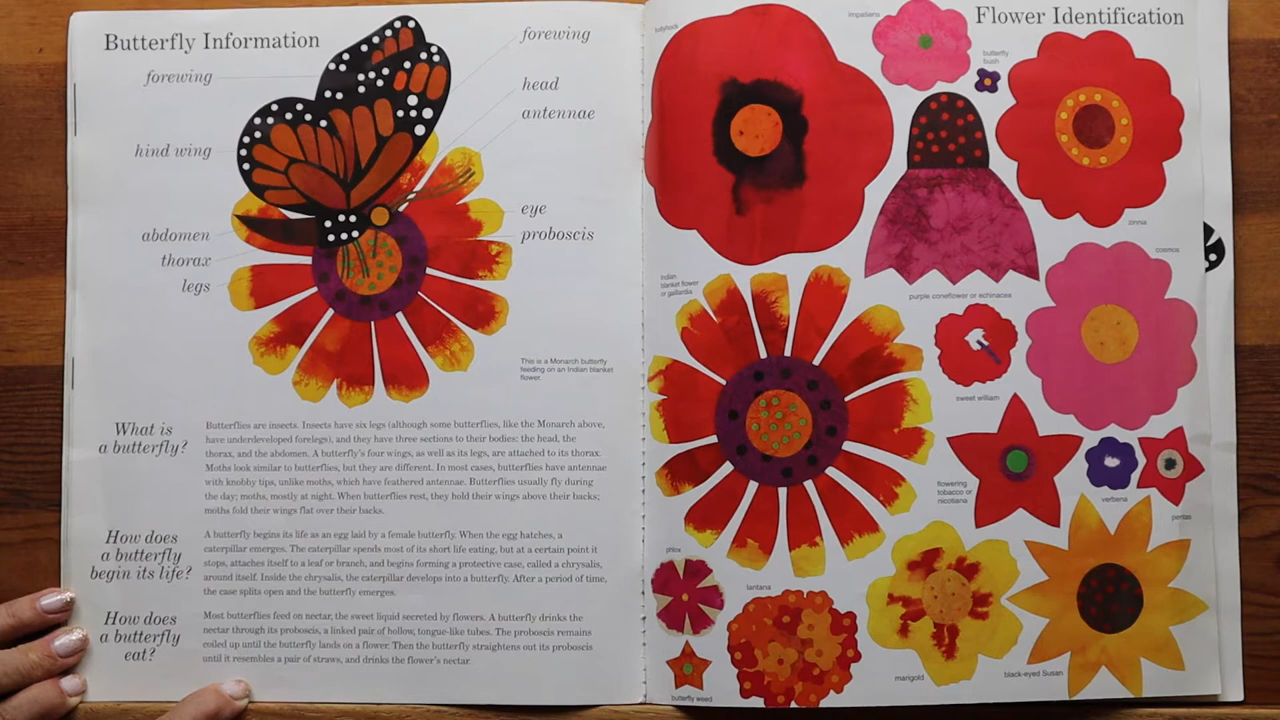 Butterfly Information
forewing
forewing
head
antennae
hind wing
eye
proboscis
abdomen
thorax
legs
This is a Monarch butterfly
feeding on an Indian blanket
flower.
What is
a butterfly?
Butterflies are insects. Insects have six legs (although some butterflies, like the Monarch above,
have underdeveloped forelegs), and they have three sections to their bodies: the head, the
thorax, and the abdomen. A butterfly's four wings, as well as its legs, are attached to its thorax.
Moths look similar to butterflies, but they are different. In most cases, butterflies have antennae
with knobby tips, unlike moths, which have feathered antennae. Butterflies usually fly during
the day; moths, mostly at night. When butterflies rest, they hold their wings above their backs;
moths fold their wings flat over their backs.
How does
a butterfly
begin its life?
A butterfly begins its life as an egg laid by a female butterfly. When the egg hatches, a
caterpillar emerges. The caterpillar spends most of its short life eating, but at a certain point it
stops, attaches itself to a leaf or branch, and begins forming a protective case, called a chrysalis,
around itself. Inside the chrysalis, the caterpillar develops into a butterfly. After a period of time,
the case splits open and the butterfly emerges.
How does
a butterfly
eat?
Most butterflies feed on nectar, the sweet liquid secreted by flowers. A butterfly drinks the
nectar through its proboscis, a linked pair of hollow, tongue-like tubes. The proboscis remains
coiled up until the butterfly lands on a flower. Then the butterfly straightens out its proboscis
until it resembles a pair of straws, and drinks the flower's nectar.
Flower Identification
hollyhock
impatiens
butterfly
bush
zinnia
cosmos
Indian
blanket flower
or gaillardia
purple coneflower or echinacea
sweet william
flowering
tobacco or
nicotiana
verbena
pentas
phlox
lantana
marigold
black-eyed Susan
butterfly weed